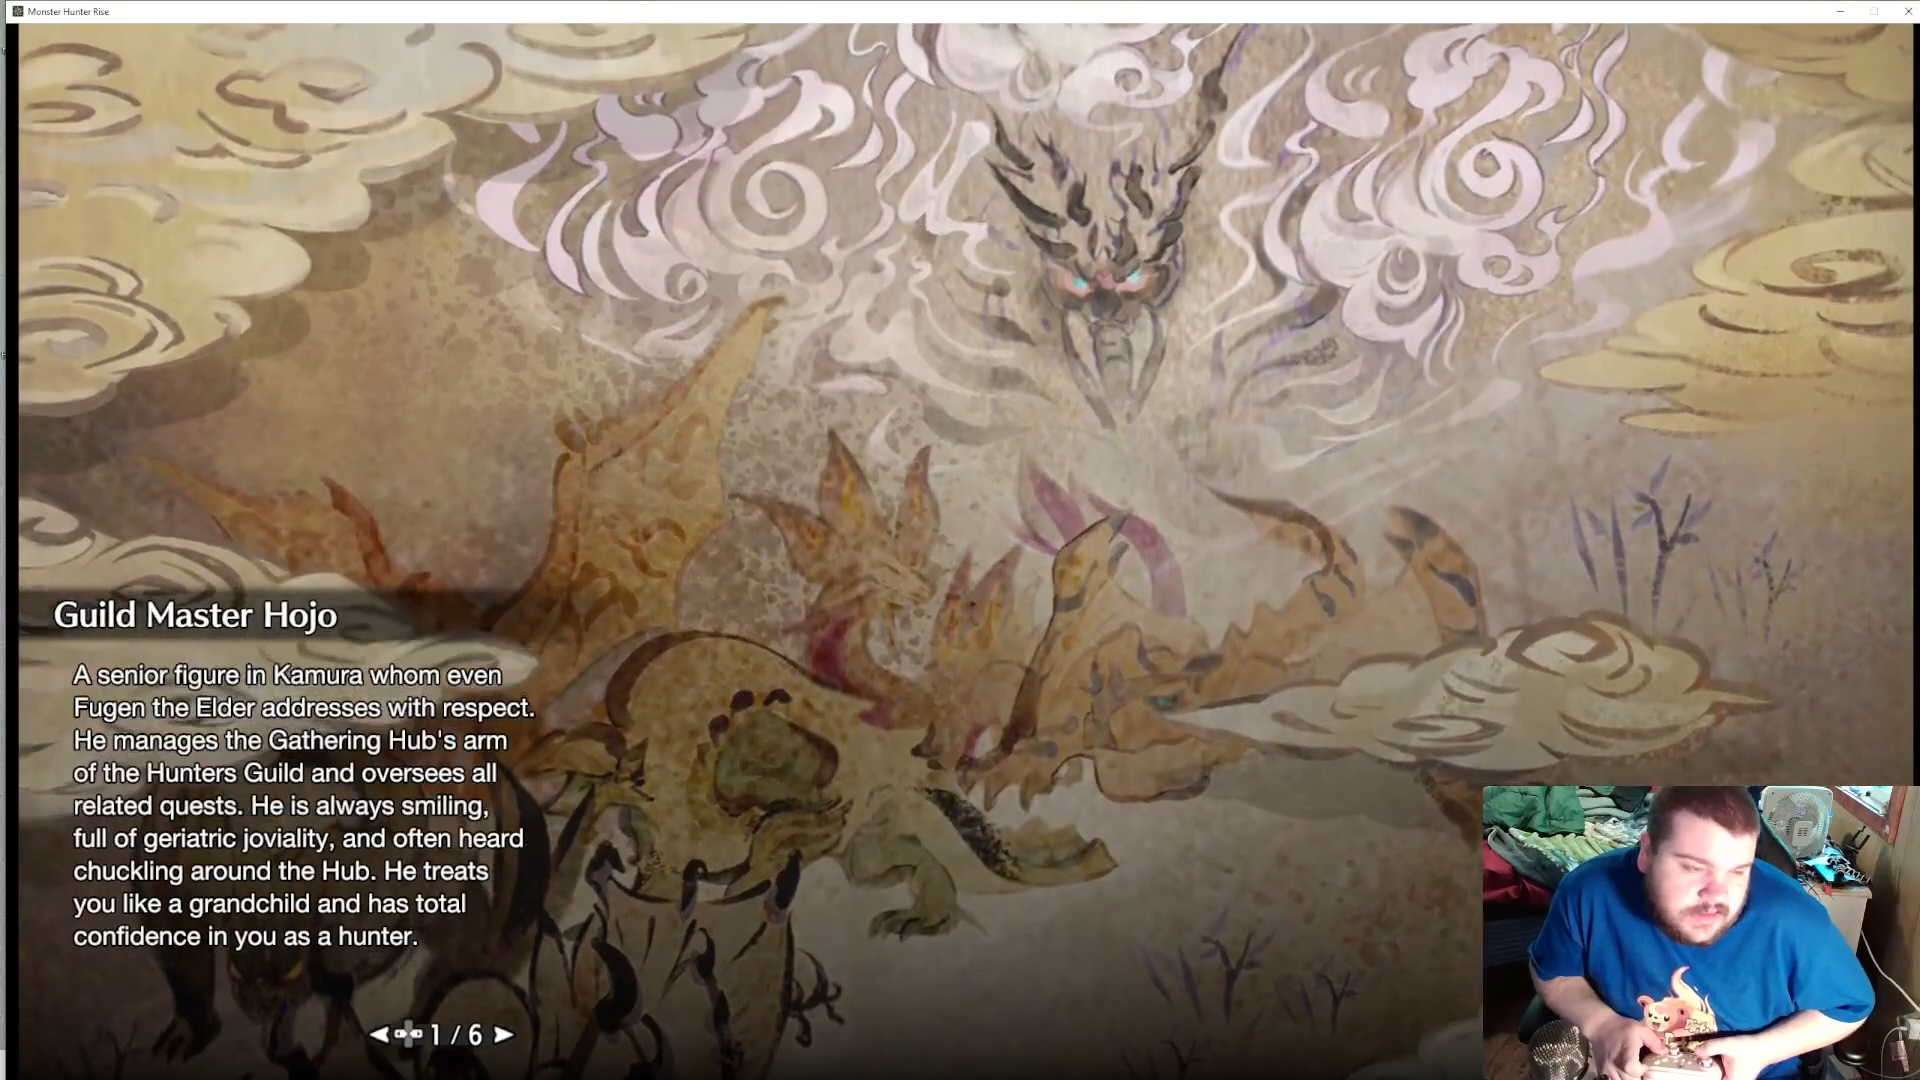 Monster Hunter Rise
Guild Master Hojo
A senior figure in Kamura whom even
Fugen the Elder addresses with respect.
He manages the Gathering Hub's arm
of the Hunters Guild and oversees all
related quests. He is always smiling,
full of geriatric joviality, and often heard
chuckling around the Hub. He treats
you like a grandchild and has total
confidence in you as a hunter.
1 / 6